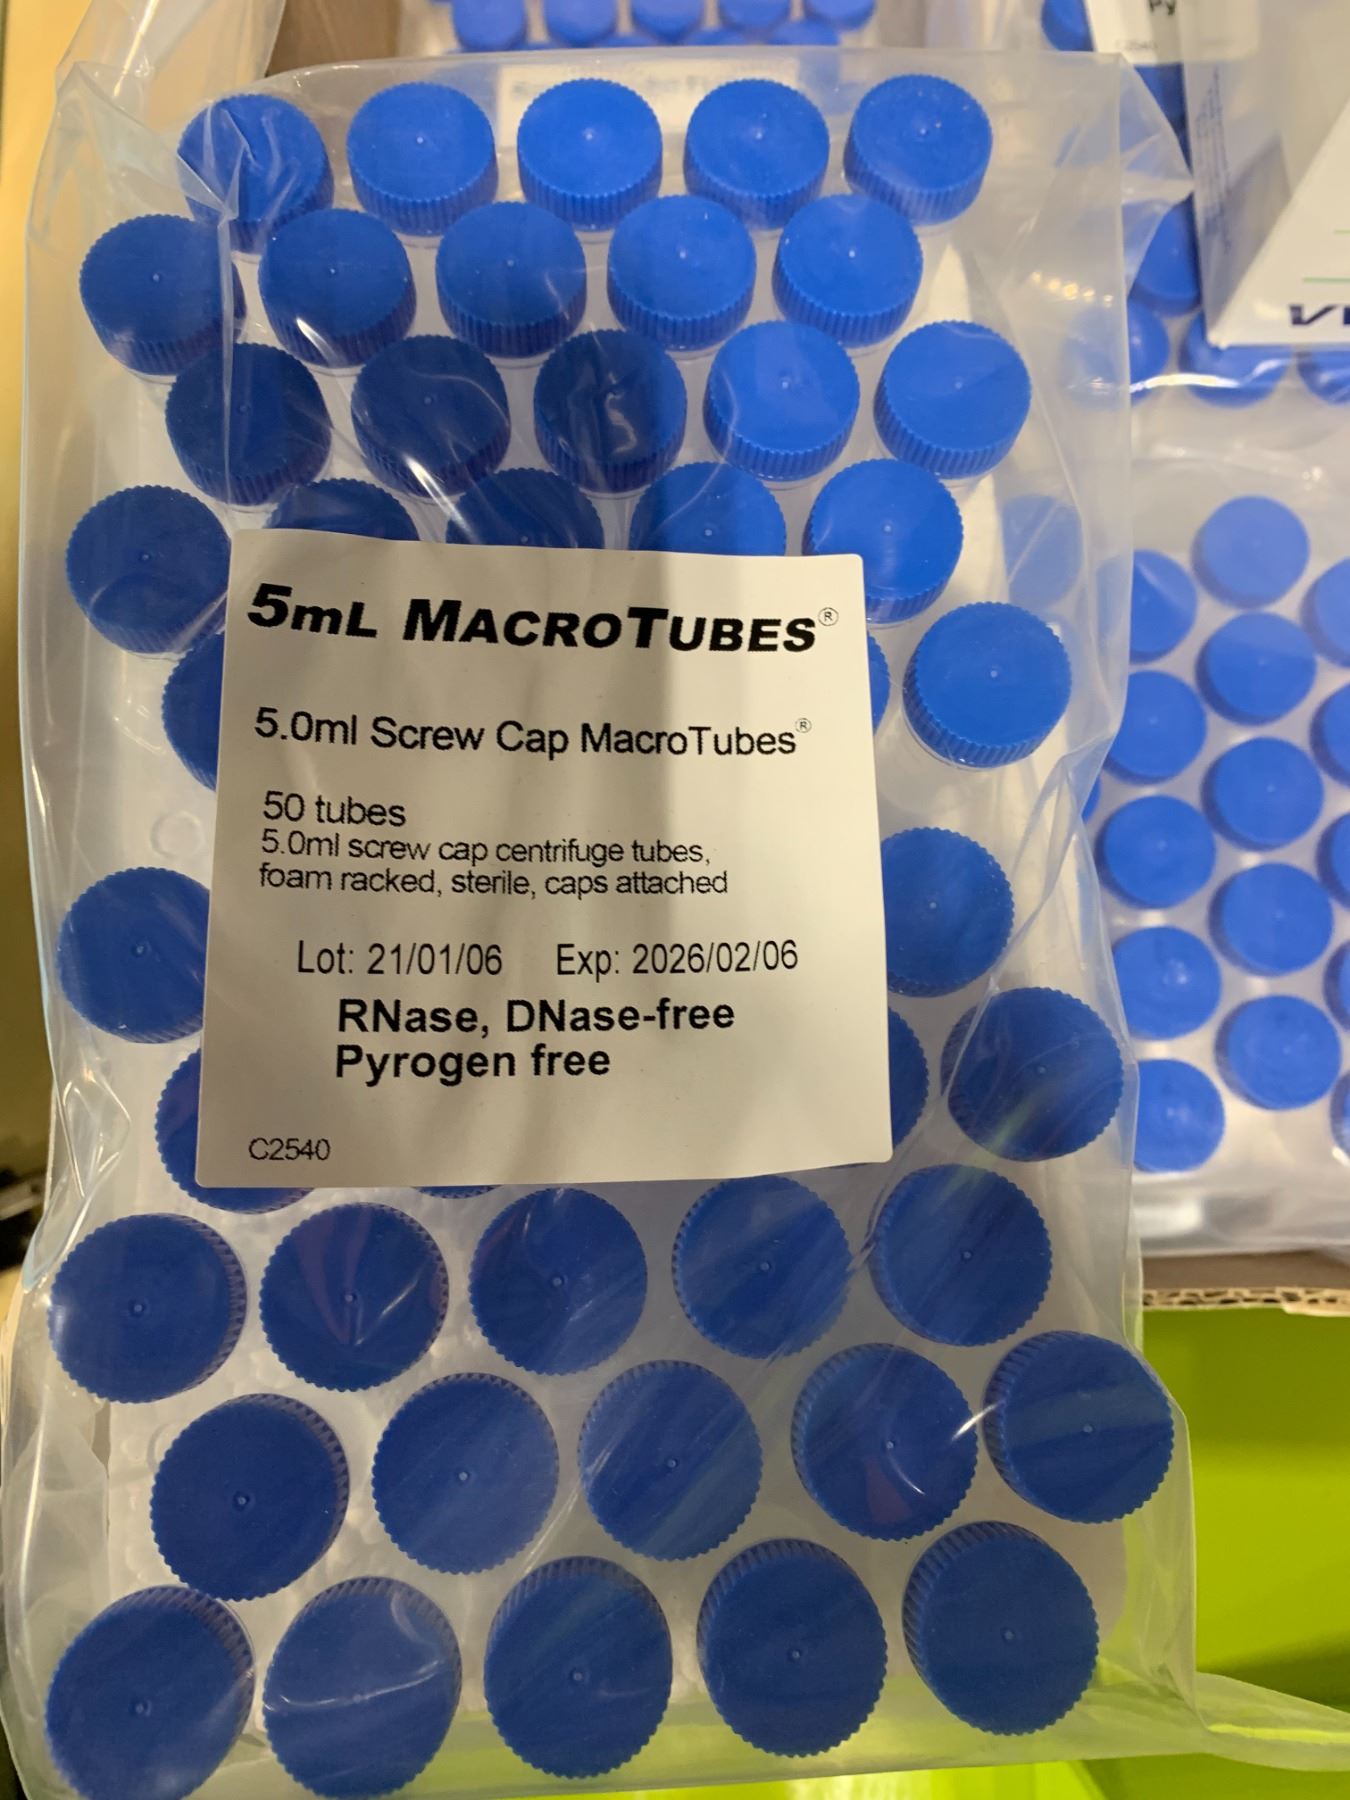 5mL MACROTUBES®
5.0ml Screw Cap MacroTubes®
50 tubes
5.0ml screw cap centrifuge tubes,
foam racked, sterile, caps attached
Lot: 21/01/06 Exp: 2026/02/06
RNase, DNase-free
Pyrogen free
C2540
Py